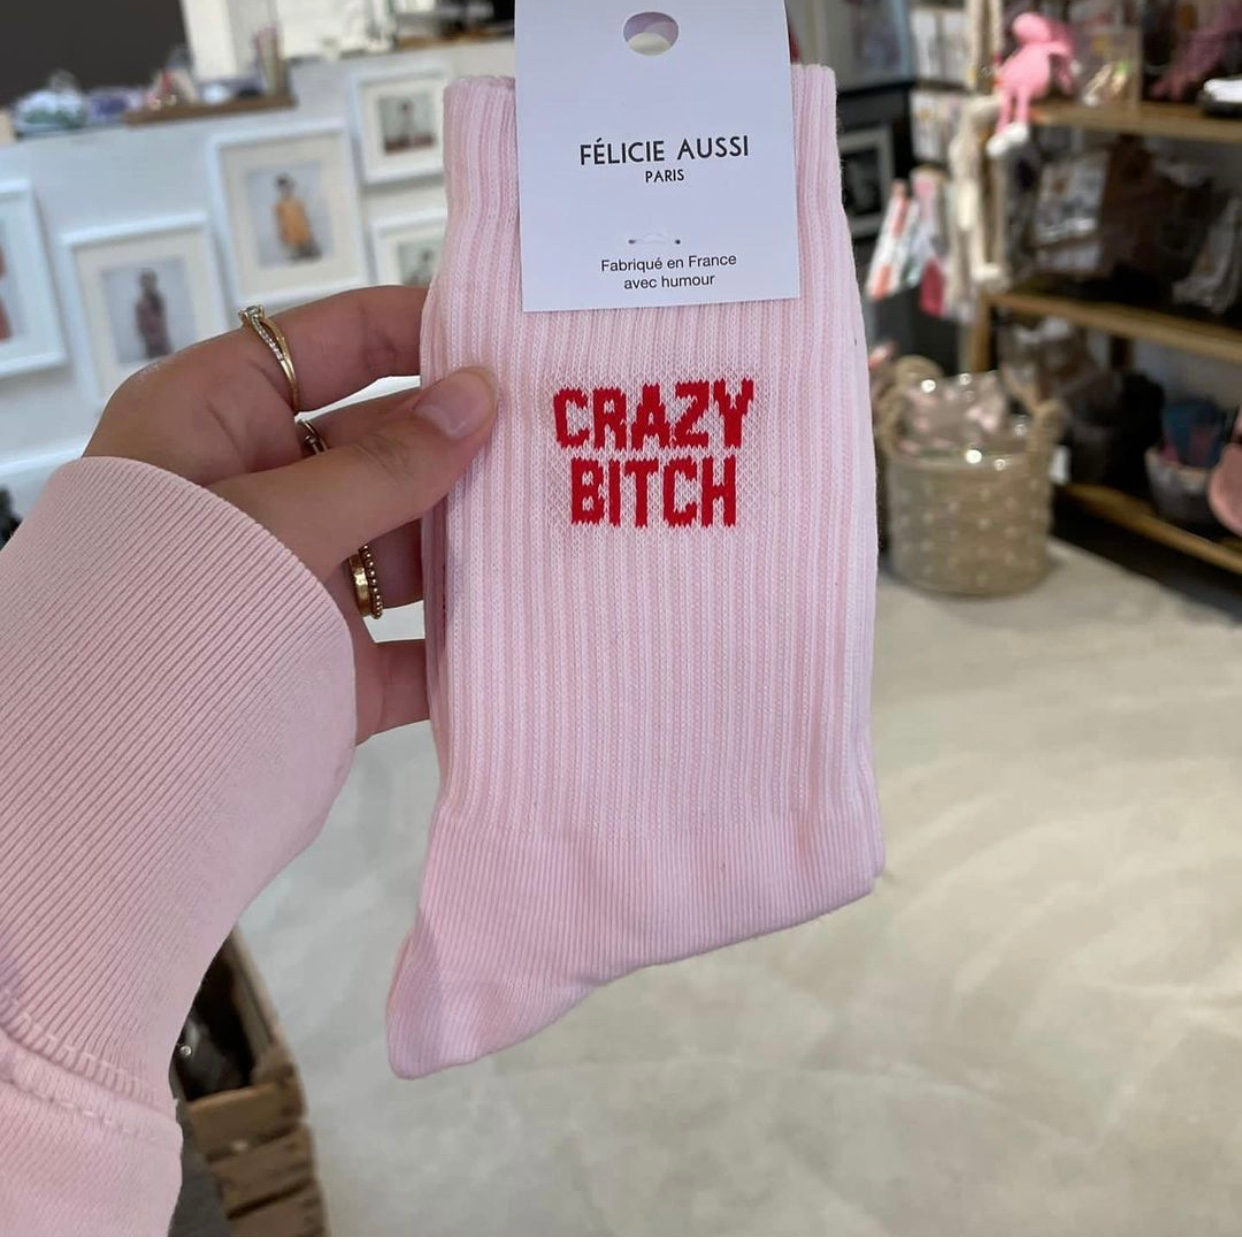 FÉLICIE AUSSI
PARIS
Fabriqué en France
avec humour
CRAZY
BITCH